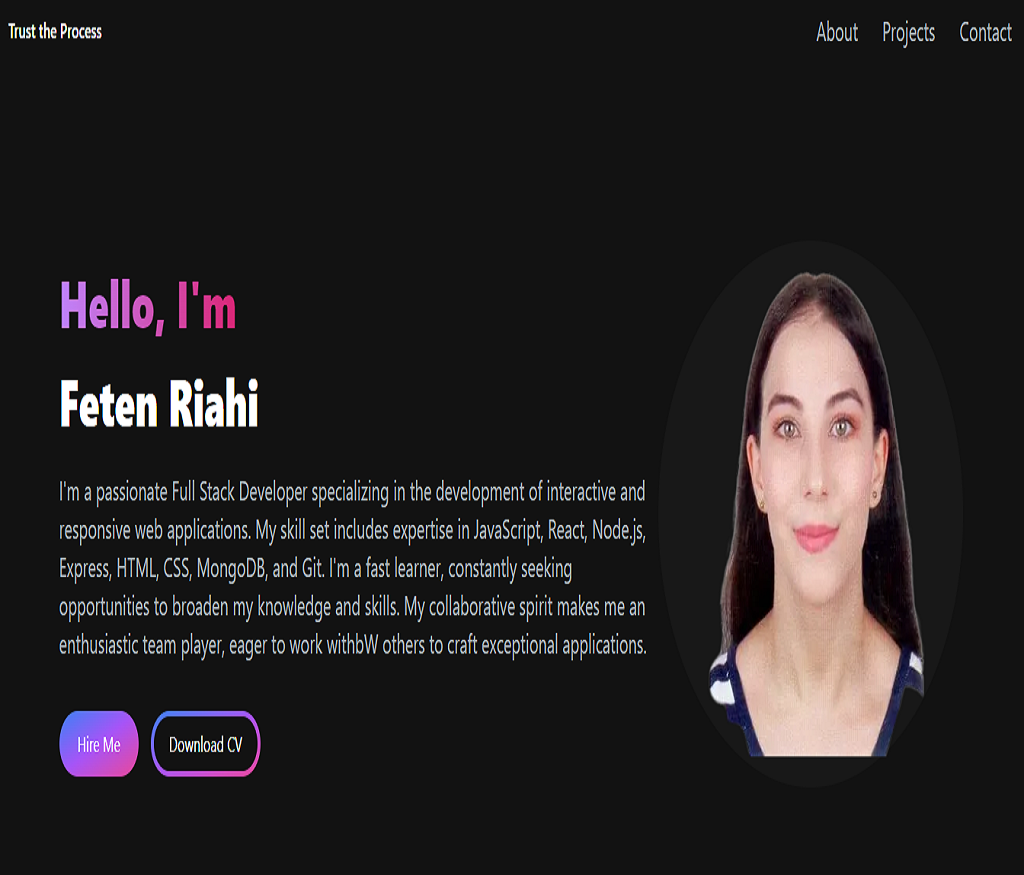 Trust the Process
About Projects Contact
Hello, I'm
Feten Riahi
I'm a passionate Full Stack Developer specializing in the development of interactive and
responsive web applications. My skill set includes expertise in JavaScript, React, Node.js,
Express, HTML, CSS, MongoDB, and Git. I'm a fast learner, constantly seeking
opportunities to broaden my knowledge and skills. My collaborative spirit makes me an
enthusiastic team player, eager to work withbW others to craft exceptional applications.
Hire Me Download CV